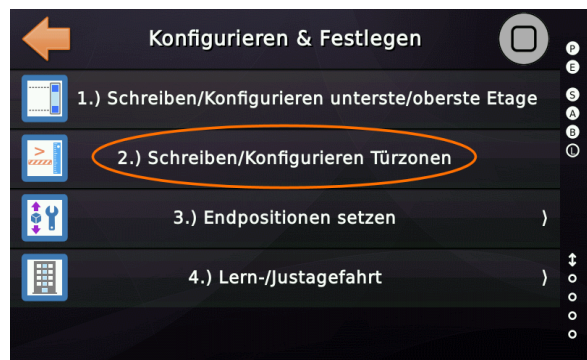 Konfigurieren & Festlegen
1.) Schreiben/Konfigurieren unterste/oberste Etage
2.) Schreiben/Konfigurieren Türzonen
3.) Endpositionen setzen
4.) Lern-/Justagefahrt
P
E
S
A
B
L